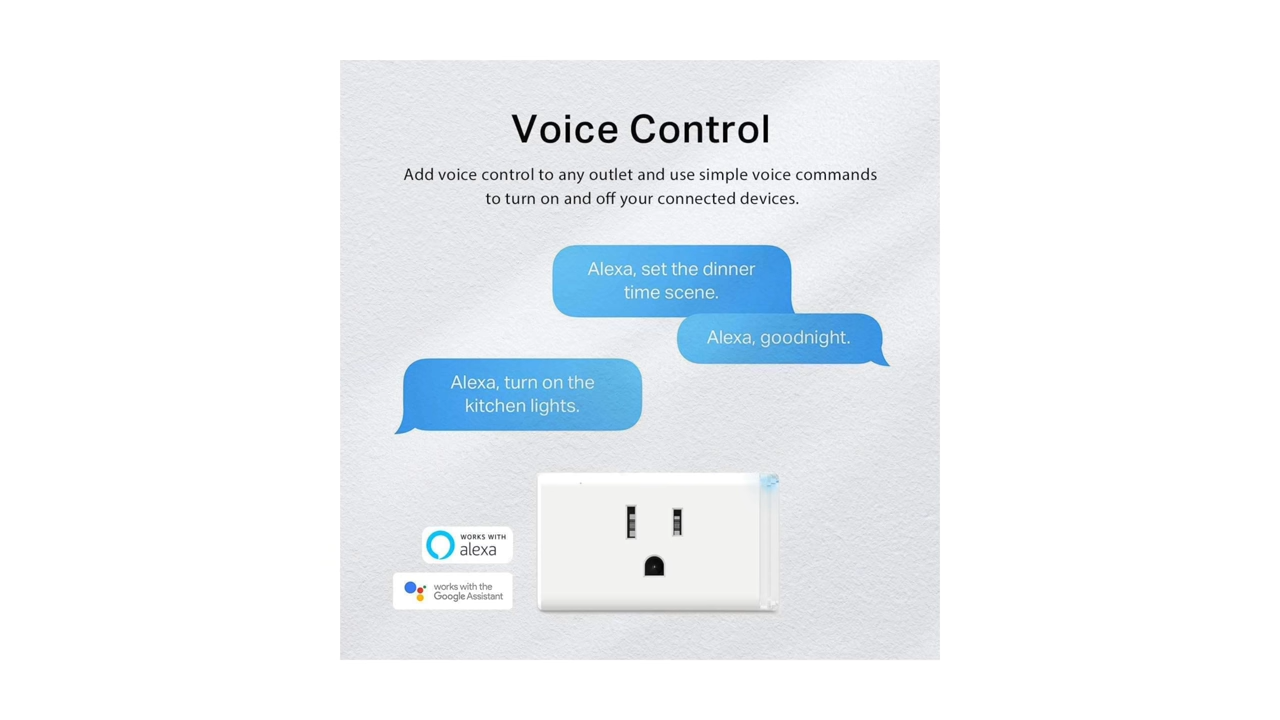 Voice Control
Add voice control to any outlet and use simple voice commands
to turn on and off your connected devices.
Alexa, set the dinner
time scene.
Alexa, goodnight.
Alexa, turn on the
kitchen lights.
WORKS WITH
alexa
works with the
Google Assistant